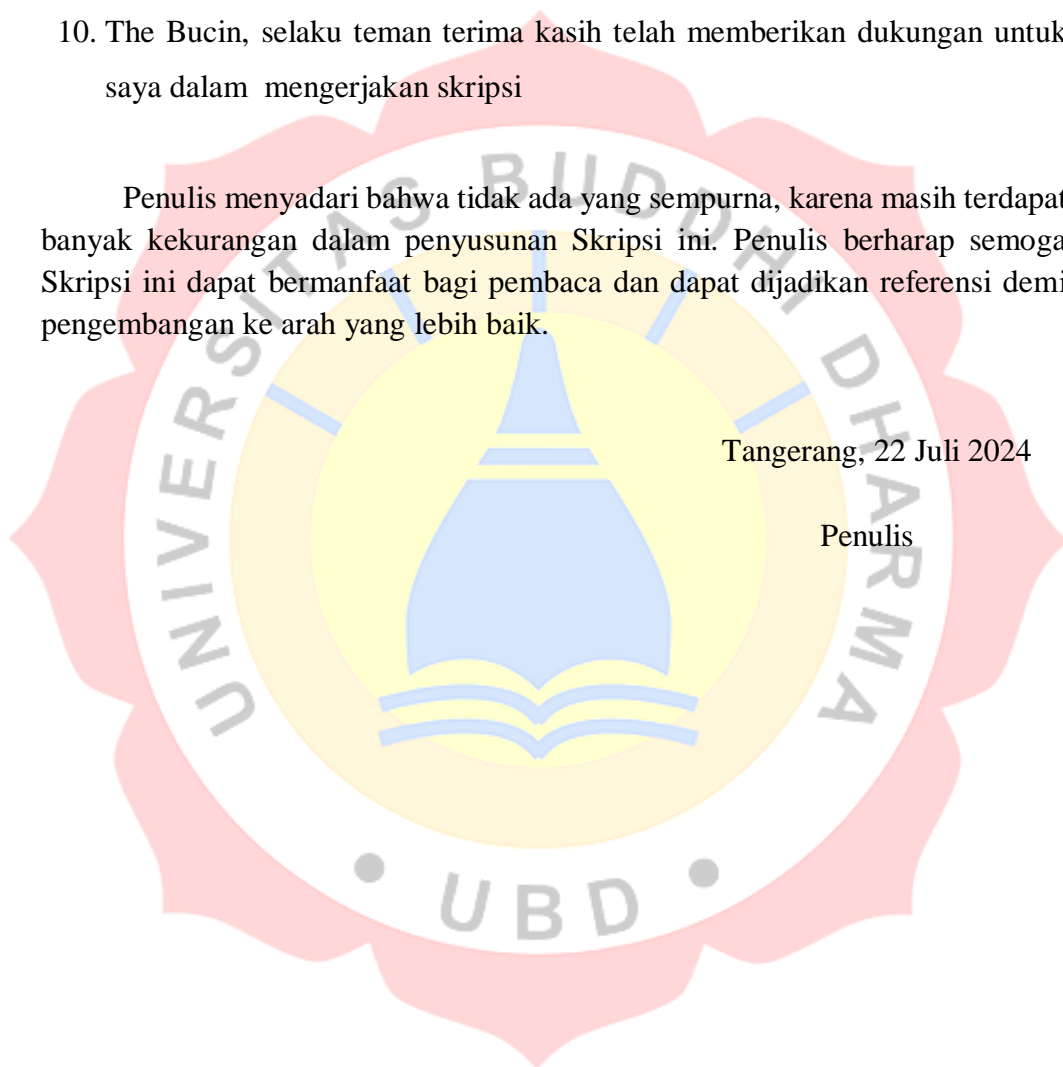 10. The Bucin, selaku teman terima kasih telah memberikan dukungan untuk
saya dalam  mengerjakan skripsi
Penulis menyadari bahwa tidak ada yang sempurna, karena masih terdapat
banyak kekurangan dalam penyusunan Skripsi ini. Penulis berharap semoga
Skripsi ini dapat bermanfaat bagi pembaca dan dapat dijadikan referensi demi
pengembangan ke arah yang lebih baik.
Tangerang, 22 Juli 2024
Penulis
UNIVERSITAS BUDDHI DHARMA
• UBD •